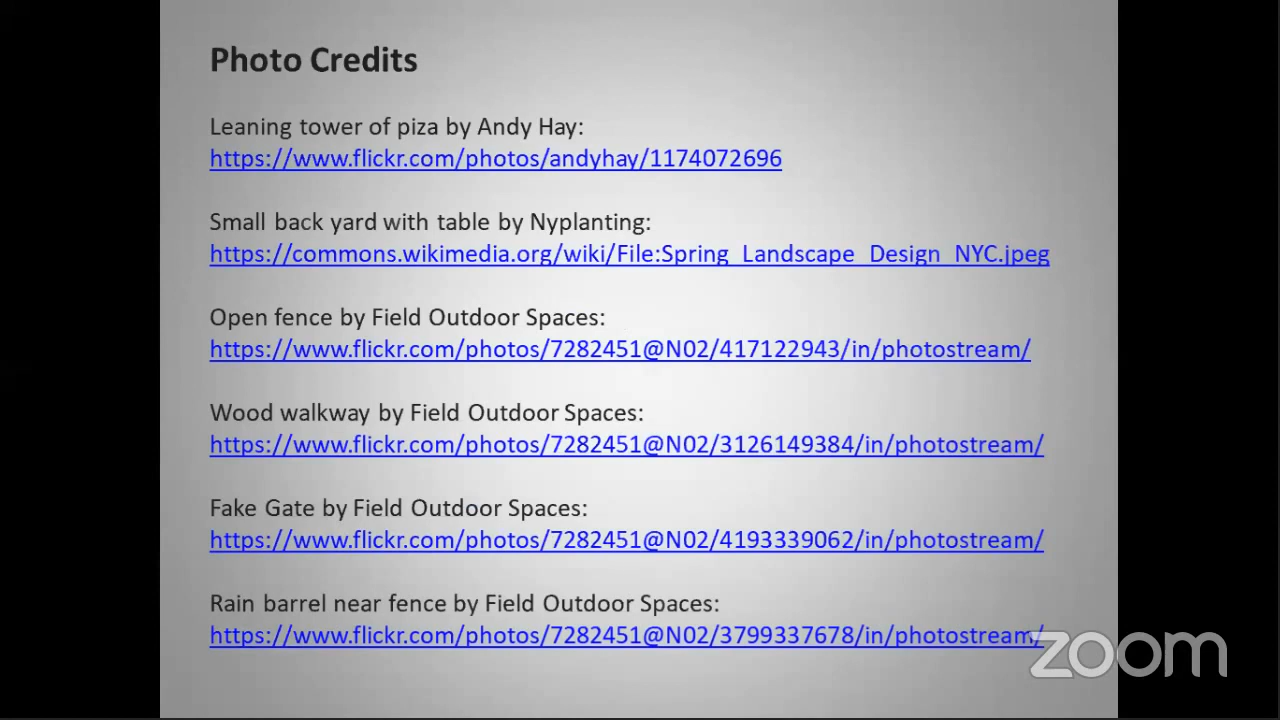 Photo Credits
Leaning tower of piza by Andy Hay:
https://www.flickr.com/photos/andyhay/1174072696
Small back yard with table by Nyplanting:
https://commons.wikimedia.org/wiki/File:Spring_Landscape_Design_NYC.jpeg
Open fence by Field Outdoor Spaces:
https://www.flickr.com/photos/7282451@N02/417122943/in/photostream/
Wood walkway by Field Outdoor Spaces:
https://www.flickr.com/photos/7282451@N02/3126149384/in/photostream/
Fake Gate by Field Outdoor Spaces:
https://www.flickr.com/photos/7282451@N02/4193339062/in/photostream/
Rain barrel near fence by Field Outdoor Spaces:
https://www.flickr.com/photos/7282451@N02/3799337678/in/photostream/
zoom